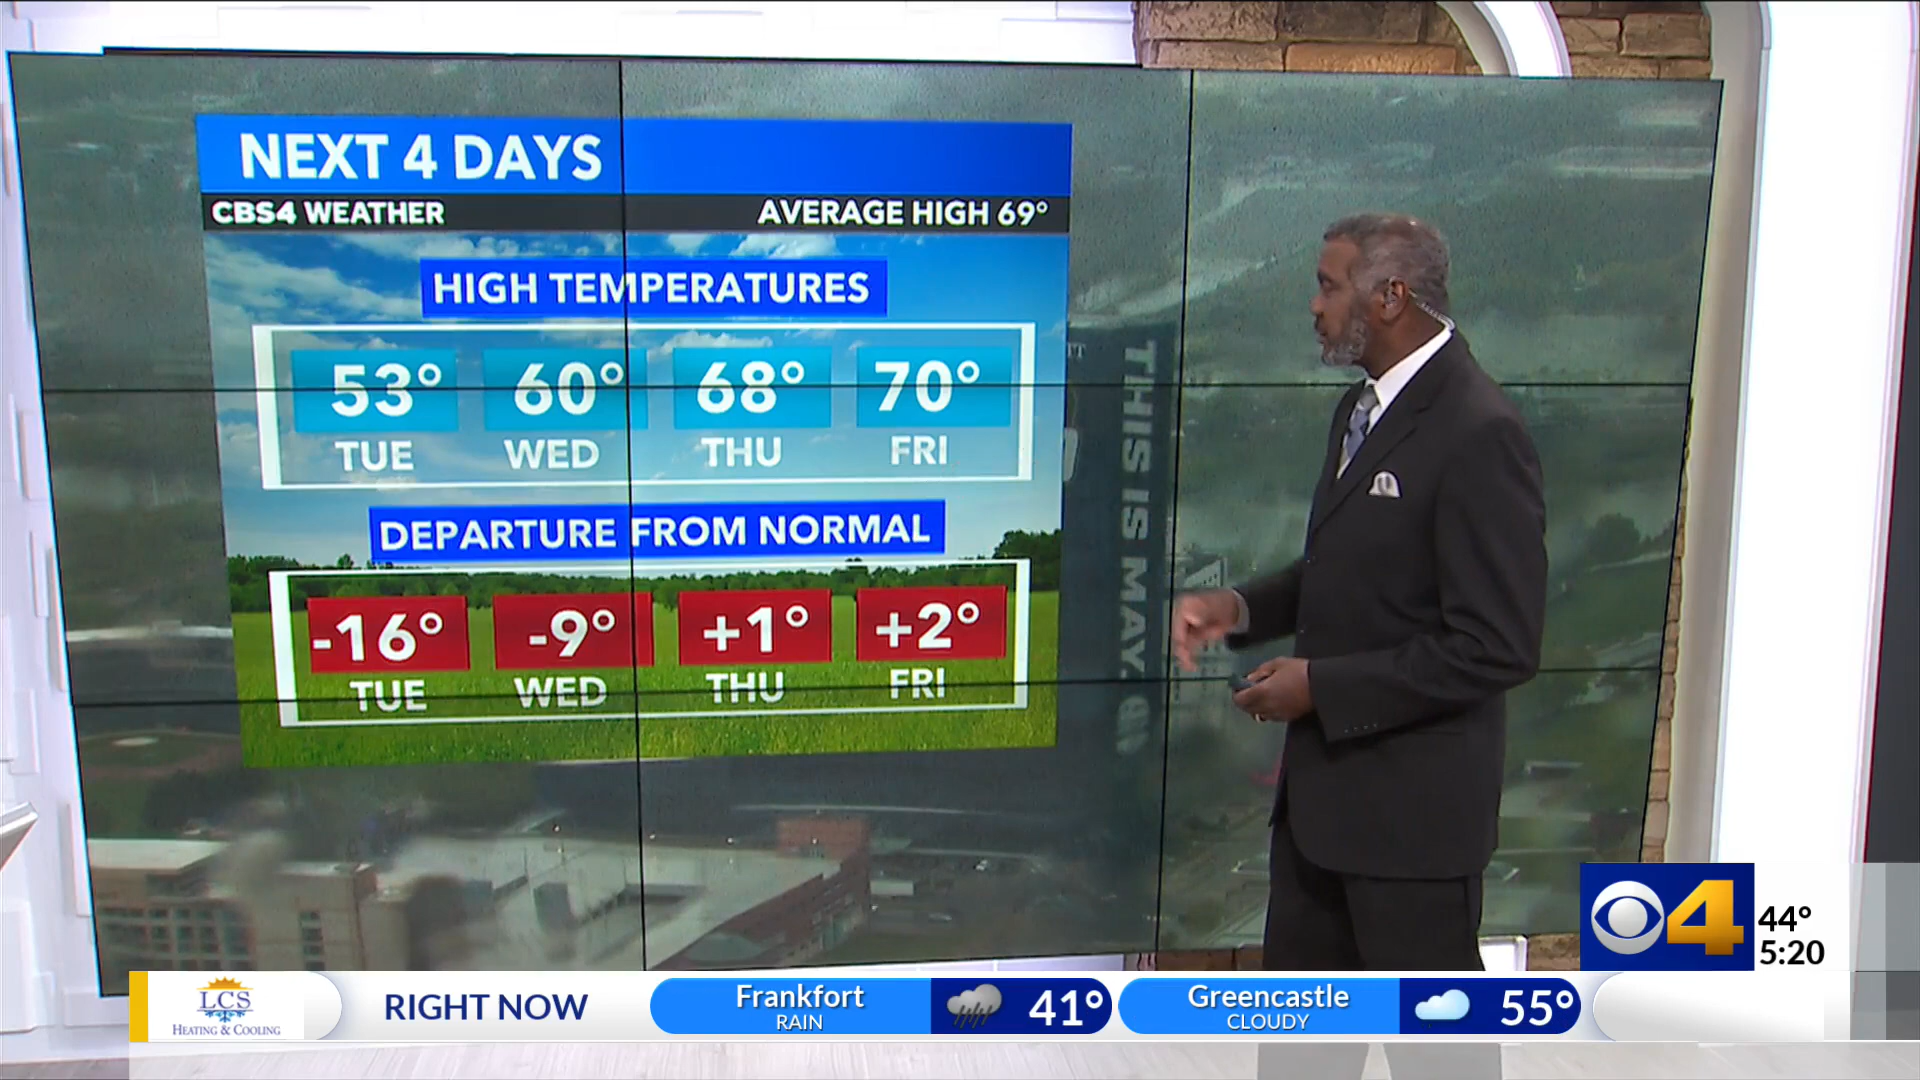 NEXT 4 DAYS
CBS4 WEATHER
AVERAGE HIGH 69°
HIGH TEMPERATURES
53° 60° 68° 70°
TUE WED THU FRI
DEPARTURE FROM NORMAL
-16° -9° +1° +2°
TUE WED THU FRI
THIS IS MAY.
4
44°
5:20
LCS
HEATING & COOLING
RIGHT NOW
Frankfort
RAIN
41°
Greencastle
CLOUDY
55°